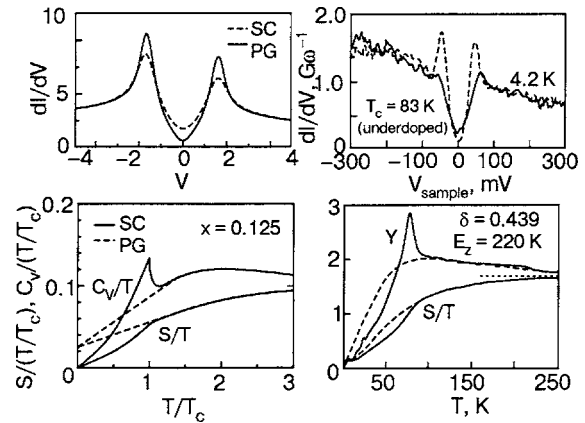 dI/dV
10
5
0
SC
PG
−4
−2
0
2
4
V
dI/dV, GΩ⁻¹
2.0
1.5
1.0
0.5
0
T_c = 83 K
(underdoped)
4.2 K
−300
−200
−100
0
100
200
300
V_sample, mV
S/(T/T_c), C_v/(T/T_c)
0.2
0.1
0
SC
PG
x = 0.125
C_v/T
S/T
0
1
2
3
T/T_c
3
2
1
0
Υ
δ = 0.439
E_z = 220 K
S/T
50
100
150
200
250
T, K